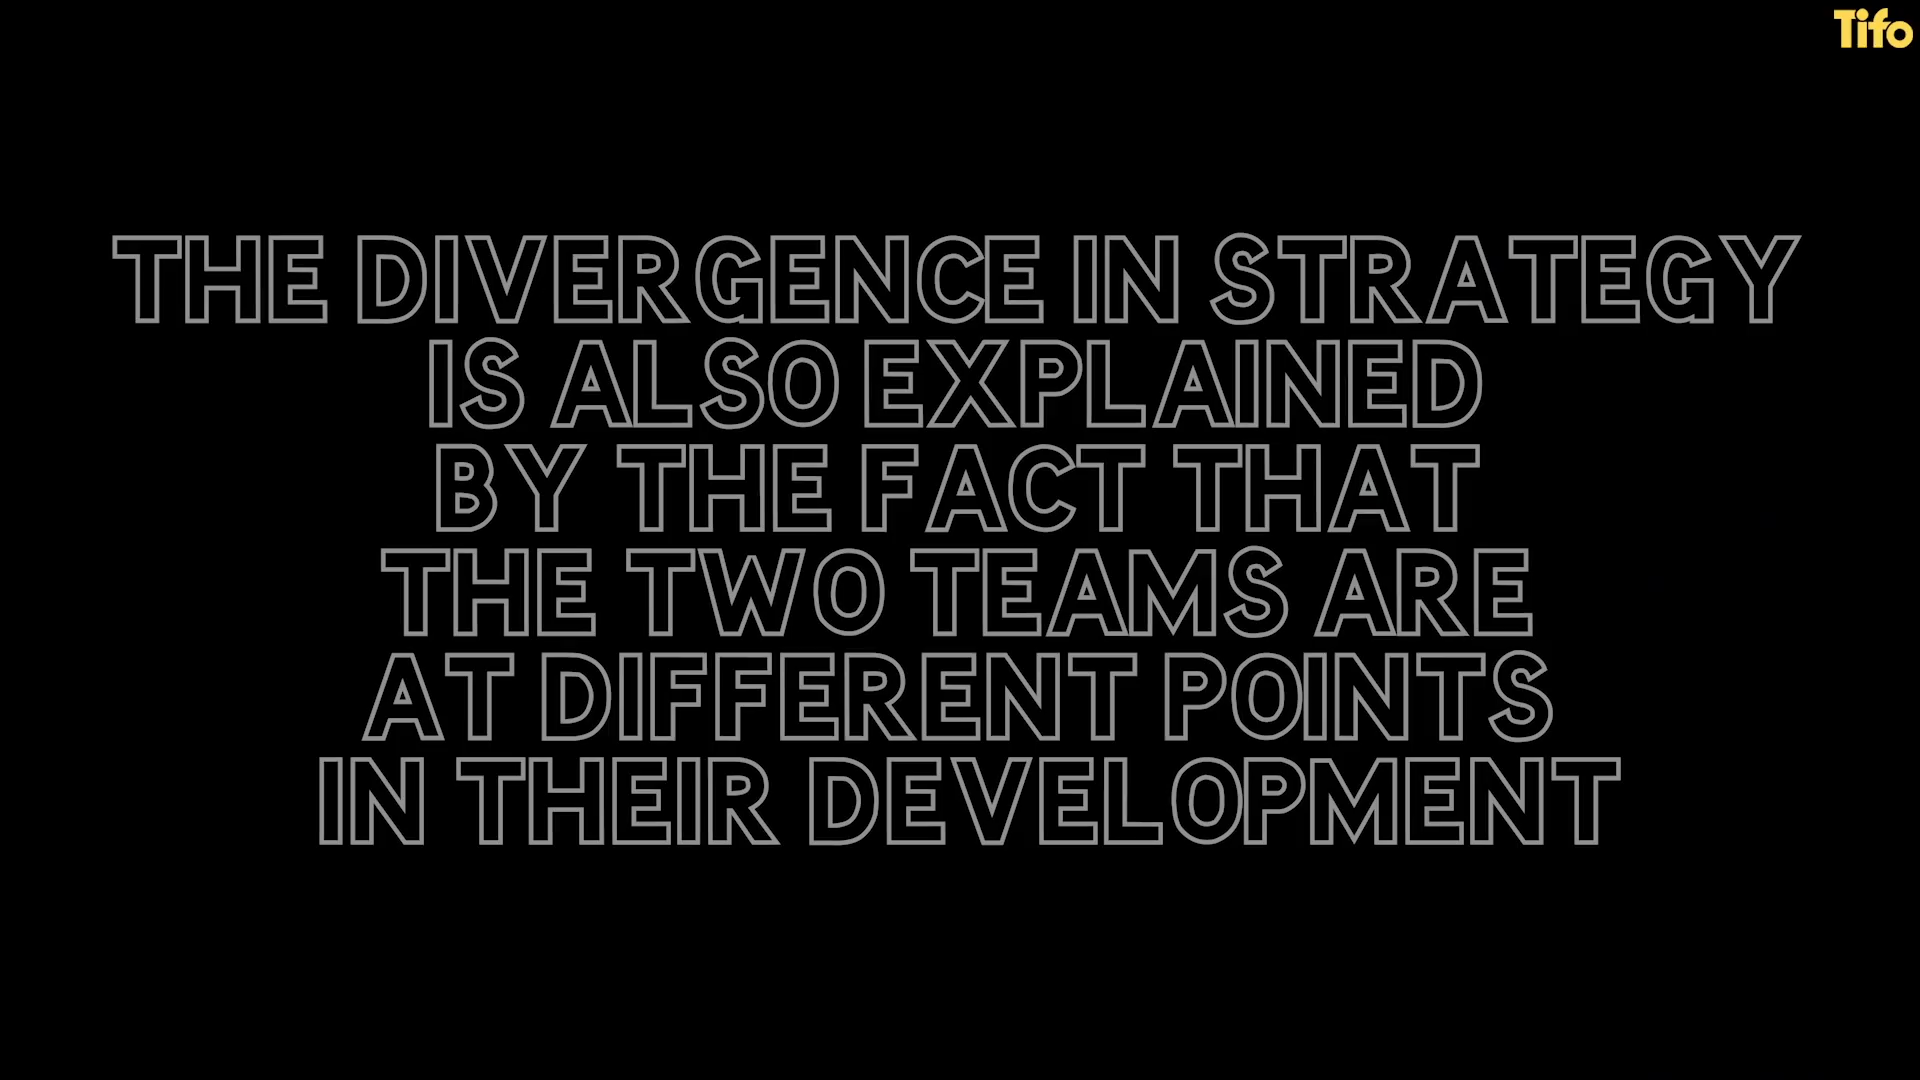 Tifo
THE DIVERGENCE IN STRATEGY
IS ALSO EXPLAINED
BY THE FACT THAT
THE TWO TEAMS ARE
AT DIFFERENT POINTS
IN THEIR DEVELOPMENT